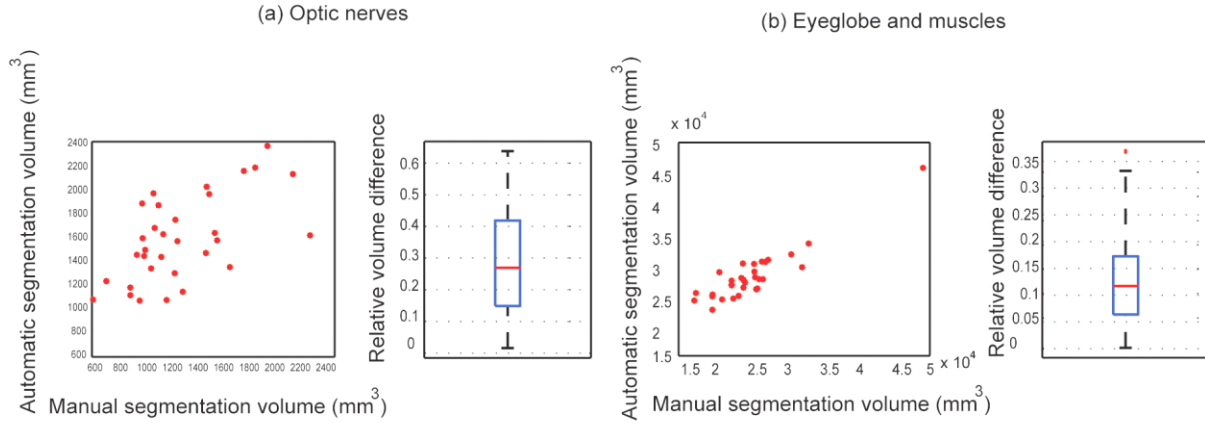 (a) Optic nerves
Automatic segmentation volume (mm3)
2400
2200
2000
1800
1600
1400
1200
1000
800
600
600 800 1000 1200 1400 1600 1800 2000 2200 2400
Manual segmentation volume (mm3)
Relative volume difference
0.6
0.5
0.4
0.3
0.2
0.1
0
(b) Eyeglobe and muscles
Automatic segmentation volume (mm3)
x 10^4
5
5
4.5
4
3.5
3
2.5
2
1.5
1.5 2 2.5 3 3.5 4 4.5 5
x 10^4
Manual segmentation volume (mm3)
Relative volume difference
0.35
0.3
0.25
0.2
0.15
0.1
0.05
0